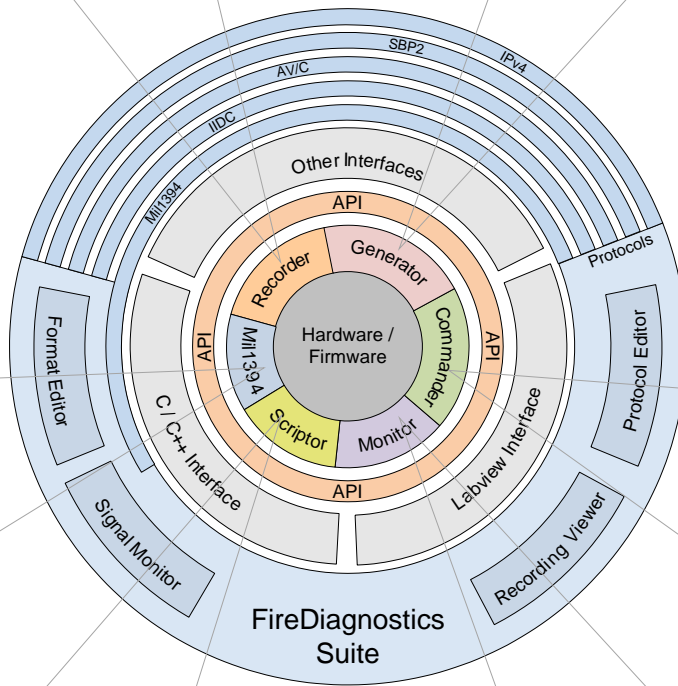 IPv4
SBP2
AV/C
IIDC
Mil1394
Protocols
Other Interfaces
API
Recorder
Generator
Commander
Monitor
Scriptor
Mil1394
Hardware /
Firmware
API
API
API
C / C++ Interface
Labview Interface
Format Editor
Protocol Editor
Signal Monitor
Recording Viewer
FireDiagnostics
Suite